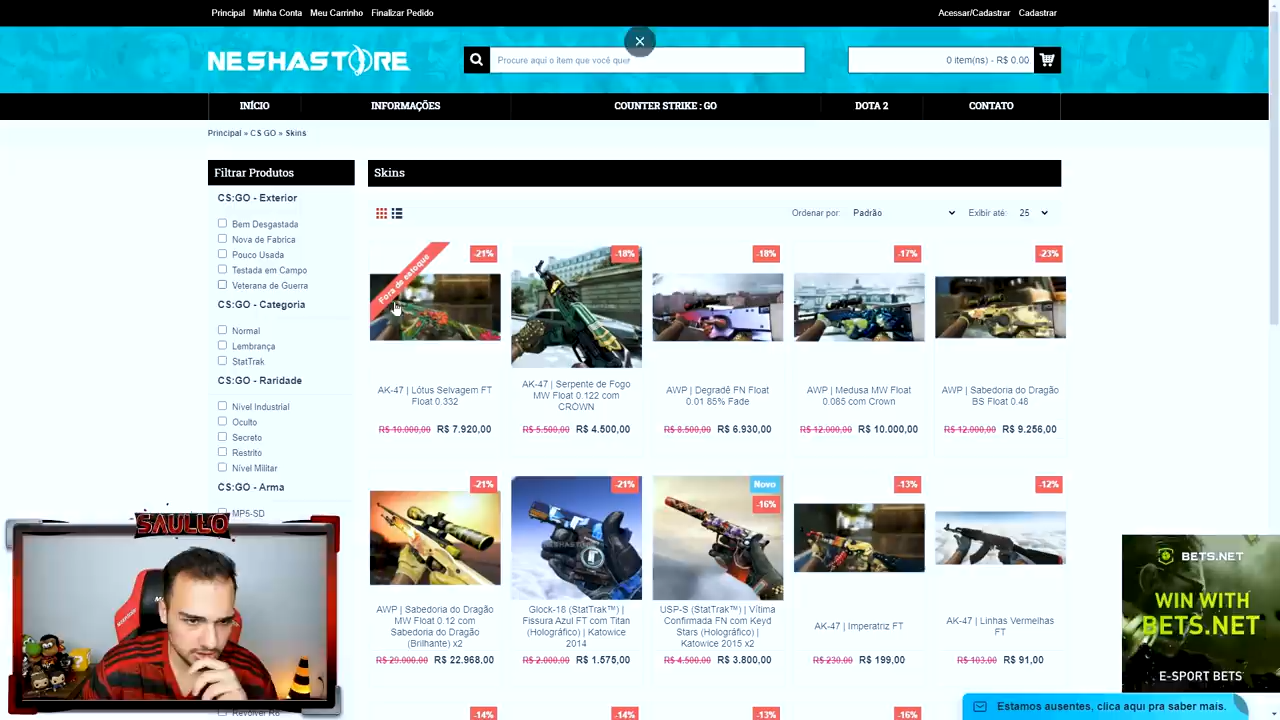 Principal Minha Conta Meu Carrinho Finalizar Pedido Acessar/Cadastrar Cadastrar
NESHASTORE
Procure aqui o item que você quer
0 item(ns) - R$ 0.00
INÍCIO INFORMAÇÕES COUNTER STRIKE : GO DOTA 2 CONTATO
Principal » CS:GO » Skins
Filtrar Produtos
CS:GO - Exterior
Bem Desgastada
Nova de Fabrica
Pouco Usada
Testada em Campo
Veterana de Guerra
CS:GO - Categoria
Normal
Lembrança
StatTrak
CS:GO - Raridade
Nível Industrial
Oculto
Secreto
Restrito
Nível Militar
CS:GO - Arma
MP5-SD
Revolver R8
Skins
Ordenar por: Padrão Exibir até: 25
Fora de estoque
-21%
-18%
-18%
-17%
-23%
AK-47 | Lótus Selvagem FT
Float 0.332
R$ 10.000,00 R$ 7.920,00
AK-47 | Serpente de Fogo
MW Float 0.122 com
CROWN
R$ 5.500,00 R$ 4.500,00
AWP | Degradê FN Float
0.01 85% Fade
R$ 8.500,00 R$ 6.930,00
AWP | Medusa MW Float
0.085 com Crown
R$ 12.000,00 R$ 10.000,00
AWP | Sabedoria do Dragão
BS Float 0.48
R$ 12.000,00 R$ 9.256,00
-21%
-21%
Novo
-16%
-13%
-12%
AWP | Sabedoria do Dragão
MW Float 0.12 com
Sabedoria do Dragão
(Brilhante) x2
R$ 29.000,00 R$ 22.968,00
NESHASTORE
Glock-18 (StatTrak™) |
Fissura Azul FT com Titan
(Holográfico) | Katowice
2014
R$ 2.000,00 R$ 1.575,00
USP-S (StatTrak™) | Vítima
Confirmada FN com Keyd
Stars (Holográfico) |
Katowice 2015 x2
R$ 4.500,00 R$ 3.800,00
AK-47 | Imperatriz FT
R$ 230,00 R$ 199,00
AK-47 | Linhas Vermelhas
FT
R$ 103,00 R$ 91,00
-14%
-14%
-13%
-16%
SAULLO
BETS.NET
WIN WITH
BETS.NET
E-SPORT BETS
Estamos ausentes, clica aqui pra saber mais.